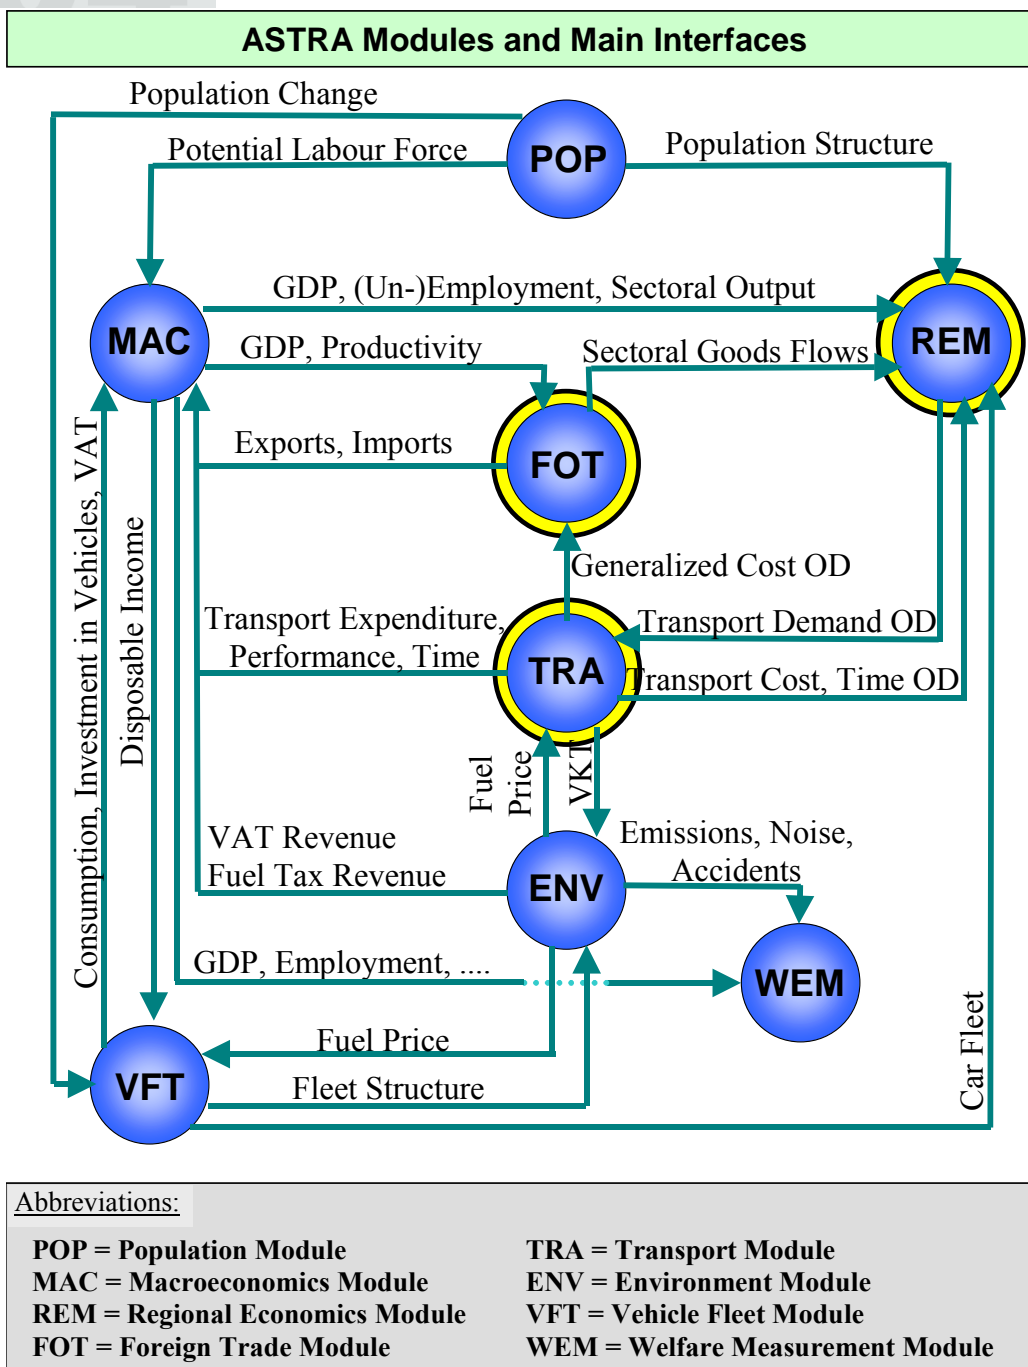 ASTRA Modules and Main Interfaces
Population Change
Potential Labour Force
POP
Population Structure
GDP, (Un-)Employment, Sectoral Output
MAC
REM
GDP, Productivity
Sectoral Goods Flows
Exports, Imports
FOT
Consumption, Investment in Vehicles, VAT
Disposable Income
Generalized Cost OD
Transport Expenditure,
Performance, Time
TRA
Transport Demand OD
Transport Cost, Time OD
Fuel
Price
VKT
VAT Revenue
Fuel Tax Revenue
ENV
Emissions, Noise,
Accidents
GDP, Employment, ....
WEM
Fuel Price
VFT
Fleet Structure
Car Fleet
Abbreviations:
POP = Population Module
MAC = Macroeconomics Module
REM = Regional Economics Module
FOT = Foreign Trade Module
TRA = Transport Module
ENV = Environment Module
VFT = Vehicle Fleet Module
WEM = Welfare Measurement Module